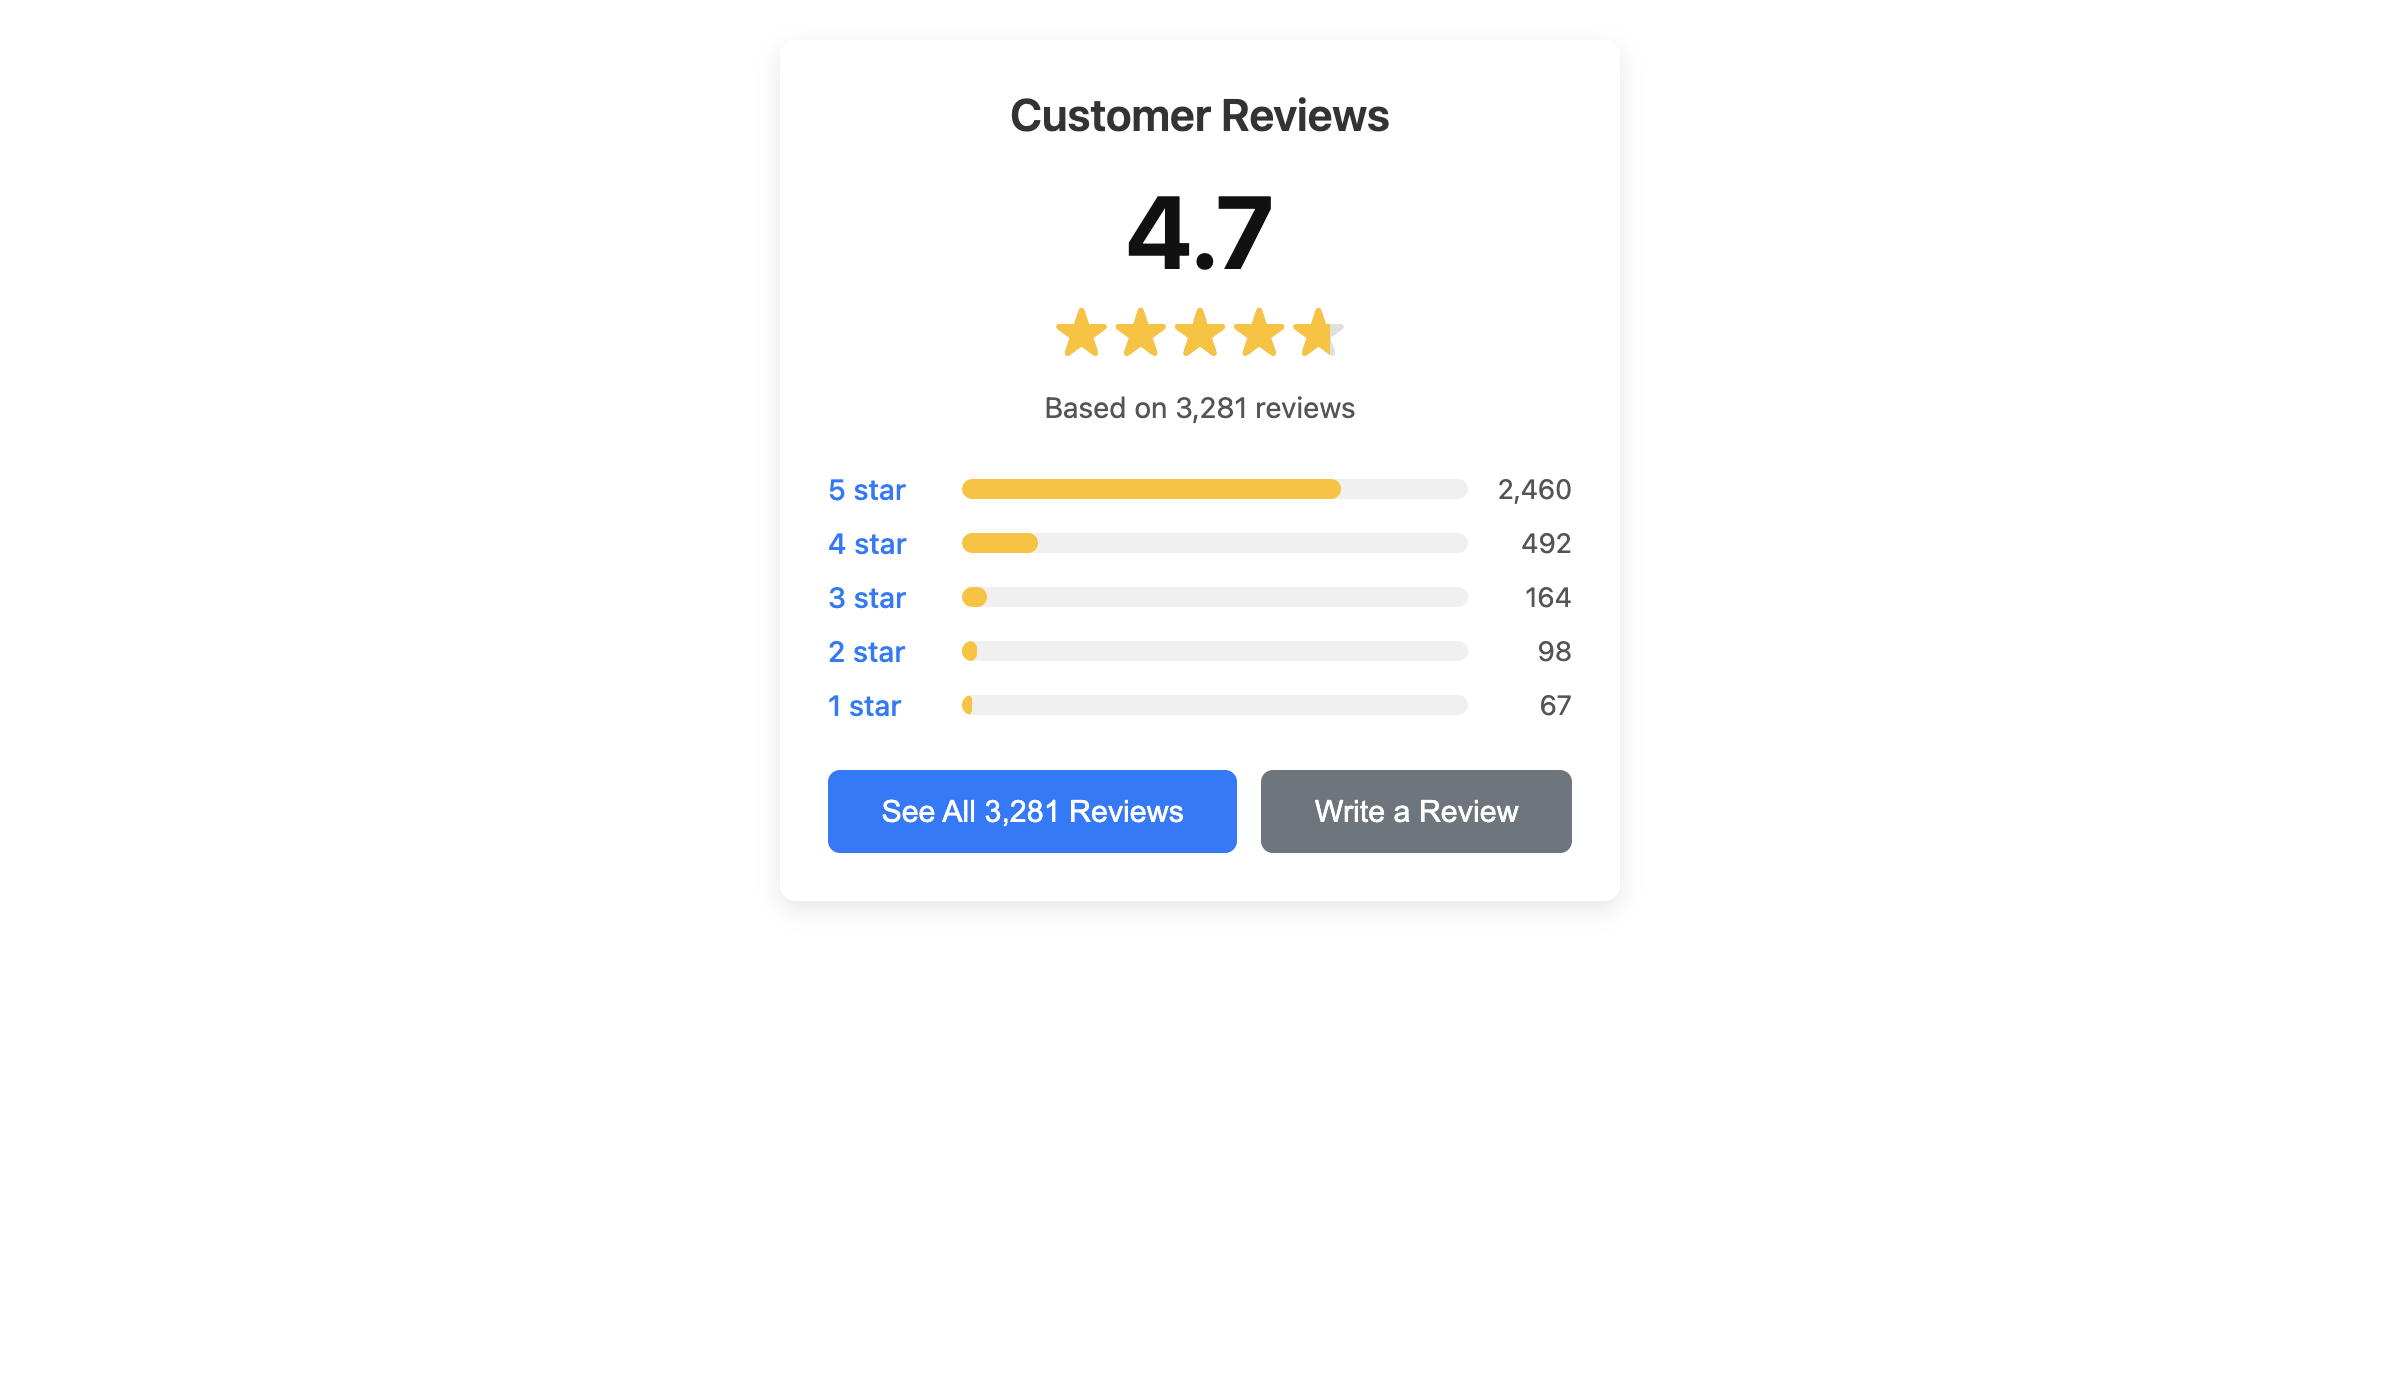 Customer Reviews
4.7
Based on 3,281 reviews
5 star 2,460
4 star 492
3 star 164
2 star 98
1 star 67
See All 3,281 Reviews Write a Review